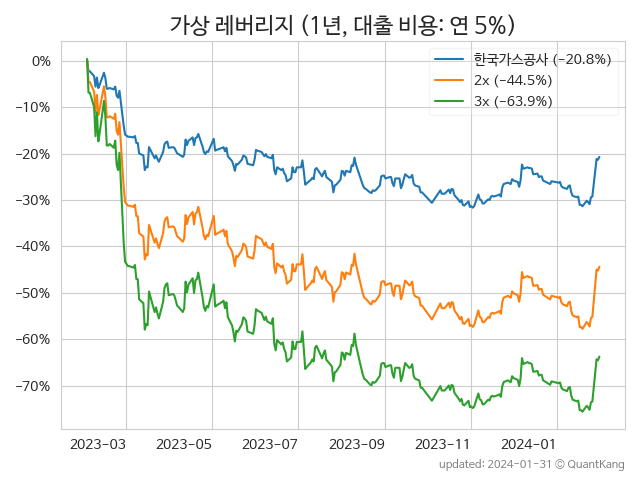 가상 레버리지 (1년, 대출 비용: 연 5%)
한국가스공사 (−20.8%)
2x (−44.5%)
3x (−63.9%)
0%
−10%
−20%
−30%
−40%
−50%
−60%
−70%
2023-03 2023-05 2023-07 2023-09 2023-11 2024-01
updated: 2024-01-31 © QuantKang